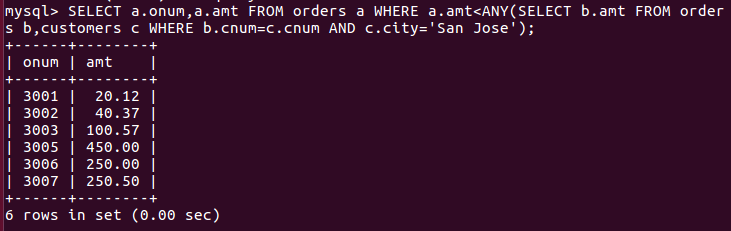 mysql> SELECT a.onum,a.amt FROM orders a WHERE a.amt<ANY(SELECT b.amt FROM order
s b,customers c WHERE b.cnum=c.cnum AND c.city='San Jose');
+------+--------+
| onum | amt    |
+------+--------+
| 3001 |  20.12 |
| 3002 |  40.37 |
| 3003 | 100.57 |
| 3005 | 450.00 |
| 3006 | 250.00 |
| 3007 | 250.50 |
+------+--------+
6 rows in set (0.00 sec)